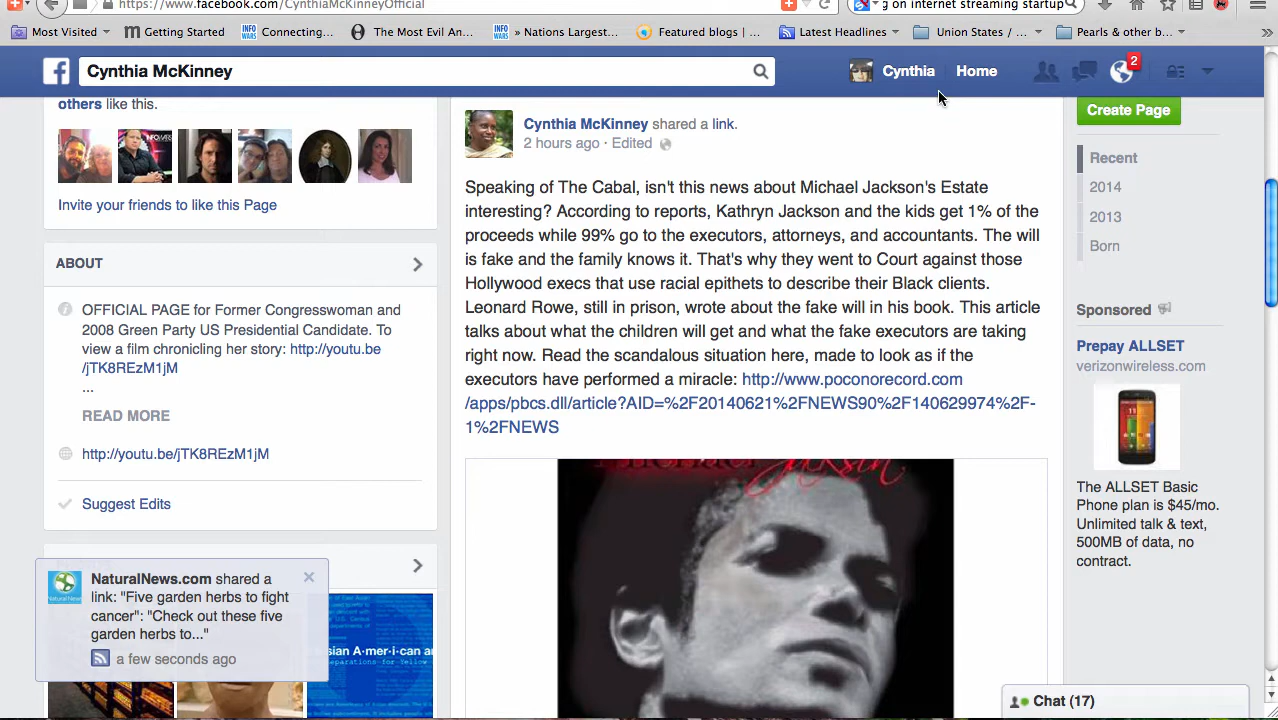 https://www.facebook.com/CynthiaMcKinneyOfficial
g on internet streaming startup
Most Visited
Getting Started
INFO WARS
Connecting...
The Most Evil An...
INFO WARS
» Nations Largest...
Featured blogs |...
Latest Headlines
Union States / ...
Pearls & other b...
Cynthia McKinney
Cynthia
Home
2
others like this.
Invite your friends to like this Page
ABOUT
OFFICIAL PAGE for Former Congresswoman and
2008 Green Party US Presidential Candidate. To
view a film chronicling her story: http://youtu.be
/jTK8REzM1jM
...
READ MORE
http://youtu.be/jTK8REzM1jM
Suggest Edits
NaturalNews.com shared a
link: "Five garden herbs to fight
cancer": "Check out these five
garden herbs to..."
a few seconds ago
sian A·mer·i·can
Cynthia McKinney shared a link.
2 hours ago · Edited
Speaking of The Cabal, isn't this news about Michael Jackson's Estate
interesting? According to reports, Kathryn Jackson and the kids get 1% of the
proceeds while 99% go to the executors, attorneys, and accountants. The will
is fake and the family knows it. That's why they went to Court against those
Hollywood execs that use racial epithets to describe their Black clients.
Leonard Rowe, still in prison, wrote about the fake will in his book. This article
talks about what the children will get and what the fake executors are taking
right now. Read the scandalous situation here, made to look as if the
executors have performed a miracle: http://www.poconorecord.com
/apps/pbcs.dll/article?AID=%2F20140621%2FNEWS90%2F140629974%2F-
1%2FNEWS
Create Page
Recent
2014
2013
Born
Sponsored
Prepay ALLSET
verizonwireless.com
The ALLSET Basic
Phone plan is $45/mo.
Unlimited talk & text,
500MB of data, no
contract.
Chat (17)